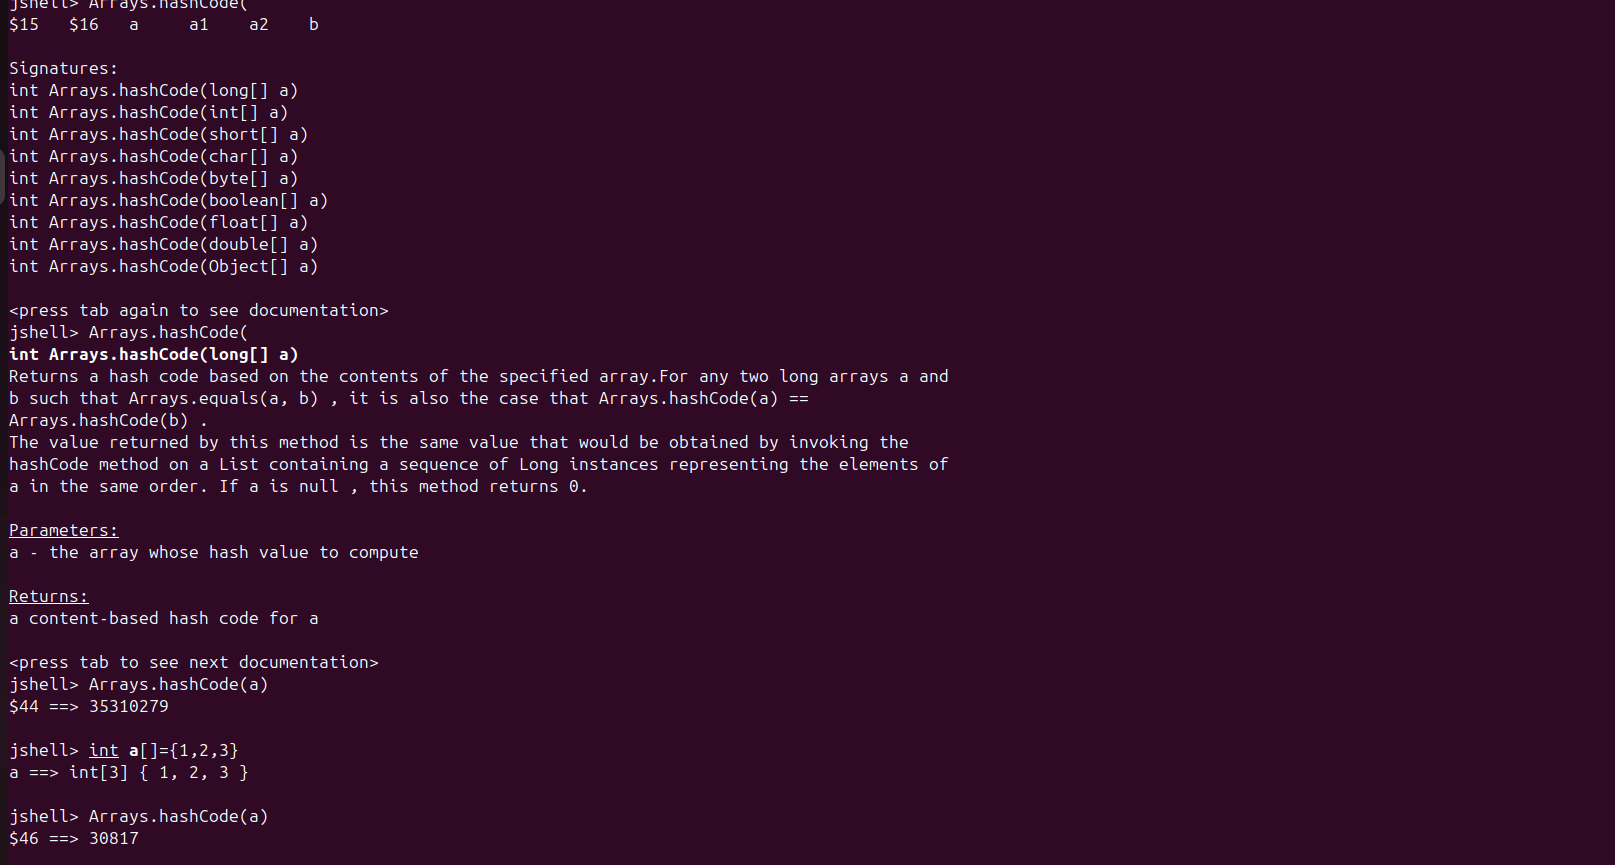 jshell> Arrays.hashCode(
$15   $16   a     a1    a2    b
Signatures:
int Arrays.hashCode(long[] a)
int Arrays.hashCode(int[] a)
int Arrays.hashCode(short[] a)
int Arrays.hashCode(char[] a)
int Arrays.hashCode(byte[] a)
int Arrays.hashCode(boolean[] a)
int Arrays.hashCode(float[] a)
int Arrays.hashCode(double[] a)
int Arrays.hashCode(Object[] a)
<press tab again to see documentation>
jshell> Arrays.hashCode(
int Arrays.hashCode(long[] a)
Returns a hash code based on the contents of the specified array.For any two long arrays a and
b such that Arrays.equals(a, b) , it is also the case that Arrays.hashCode(a) ==
Arrays.hashCode(b) .
The value returned by this method is the same value that would be obtained by invoking the
hashCode method on a List containing a sequence of Long instances representing the elements of
a in the same order. If a is null , this method returns 0.
Parameters:
a - the array whose hash value to compute
Returns:
a content-based hash code for a
<press tab to see next documentation>
jshell> Arrays.hashCode(a)
$44 ==> 35310279
jshell> int a[]={1,2,3}
a ==> int[3] { 1, 2, 3 }
jshell> Arrays.hashCode(a)
$46 ==> 30817